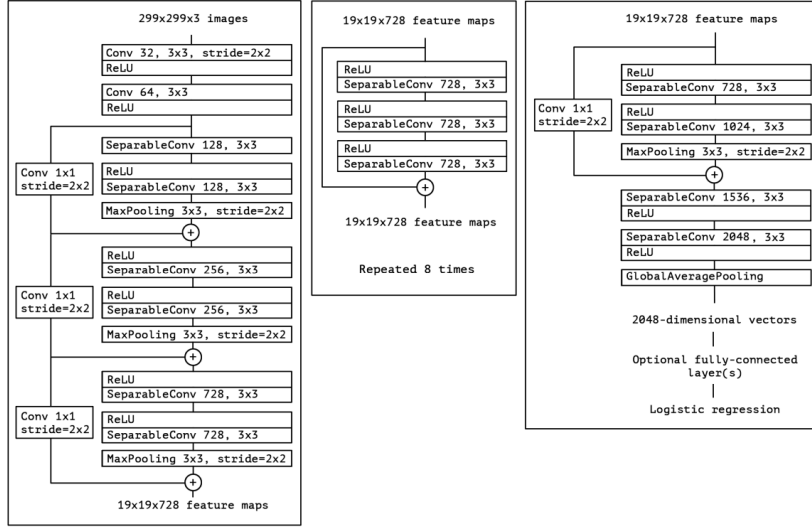 299x299x3 images
Conv 32, 3x3, stride=2x2
ReLU
Conv 64, 3x3
ReLU
SeparableConv 128, 3x3
Conv 1x1
stride=2x2
ReLU
SeparableConv 128, 3x3
MaxPooling 3x3, stride=2x2
+
ReLU
SeparableConv 256, 3x3
Conv 1x1
stride=2x2
ReLU
SeparableConv 256, 3x3
MaxPooling 3x3, stride=2x2
+
ReLU
SeparableConv 728, 3x3
Conv 1x1
stride=2x2
ReLU
SeparableConv 728, 3x3
MaxPooling 3x3, stride=2x2
+
19x19x728 feature maps
19x19x728 feature maps
ReLU
SeparableConv 728, 3x3
ReLU
SeparableConv 728, 3x3
ReLU
SeparableConv 728, 3x3
+
19x19x728 feature maps
Repeated 8 times
19x19x728 feature maps
ReLU
SeparableConv 728, 3x3
Conv 1x1
stride=2x2
ReLU
SeparableConv 1024, 3x3
MaxPooling 3x3, stride=2x2
+
SeparableConv 1536, 3x3
ReLU
SeparableConv 2048, 3x3
ReLU
GlobalAveragePooling
2048-dimensional vectors
Optional fully-connected
layer(s)
Logistic regression